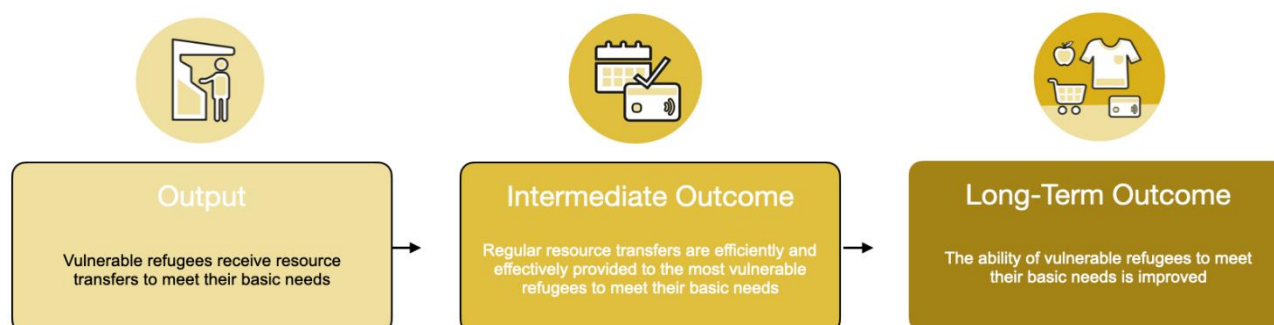 Output
Vulnerable refugees receive resource
transfers to meet their basic needs
Intermediate Outcome
Regular resource transfers are efficiently and
effectively provided to the most vulnerable
refugees to meet their basic needs
Long-Term Outcome
The ability of vulnerable refugees to meet
their basic needs is improved